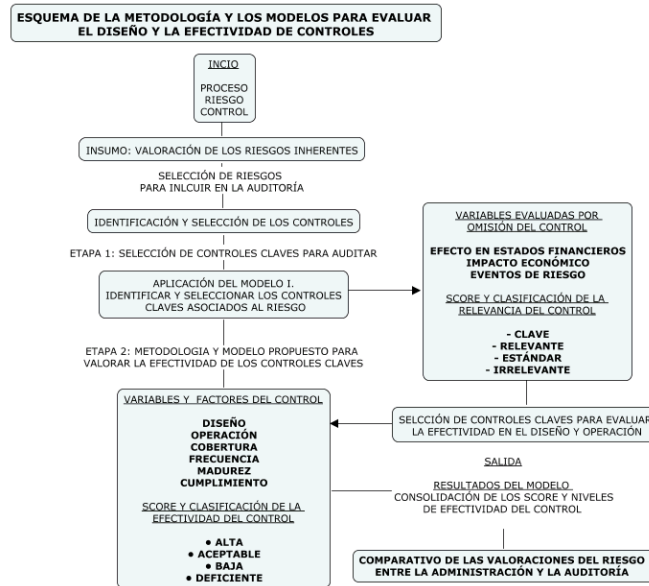 ESQUEMA DE LA METODOLOGÍA Y LOS MODELOS PARA EVALUAR
EL DISEÑO Y LA EFECTIVIDAD DE CONTROLES
INCIO
PROCESO
RIESGO
CONTROL
INSUMO: VALORACIÓN DE LOS RIESGOS INHERENTES
SELECCIÓN DE RIESGOS
PARA INLCUIR EN LA AUDITORÍA
IDENTIFICACIÓN Y SELECCIÓN DE LOS CONTROLES
ETAPA 1: SELECCIÓN DE CONTROLES CLAVES PARA AUDITAR
APLICACIÓN DEL MODELO I.
IDENTIFICAR Y SELECCIONAR LOS CONTROLES
CLAVES ASOCIADOS AL RIESGO
VARIABLES EVALUADAS POR
OMISIÓN DEL CONTROL
EFECTO EN ESTADOS FINANCIEROS
IMPACTO ECONÓMICO
EVENTOS DE RIESGO
SCORE Y CLASIFICACIÓN DE LA
RELEVANCIA DEL CONTROL
- CLAVE
- RELEVANTE
- ESTÁNDAR
- IRRELEVANTE
ETAPA 2: METODOLOGIA Y MODELO PROPUESTO PARA
VALORAR LA EFECTIVIDAD DE LOS CONTROLES CLAVES
VARIABLES Y FACTORES DEL CONTROL
DISEÑO
OPERACIÓN
COBERTURA
FRECUENCIA
MADUREZ
CUMPLIMIENTO
SCORE Y CLASIFICACIÓN DE LA
EFECTIVIDAD DEL CONTROL
● ALTA
● ACEPTABLE
● BAJA
● DEFICIENTE
SELCCIÓN DE CONTROLES CLAVES PARA EVALUAR
LA EFECTIVIDAD EN EL DISEÑO Y OPERACIÓN
SALIDA
RESULTADOS DEL MODELO
CONSOLIDACIÓN DE LOS SCORE Y NIVELES
DE EFECTIVIDAD DEL CONTROL
COMPARATIVO DE LAS VALORACIONES DEL RIESGO
ENTRE LA ADMINISTRACIÓN Y LA AUDITORÍA